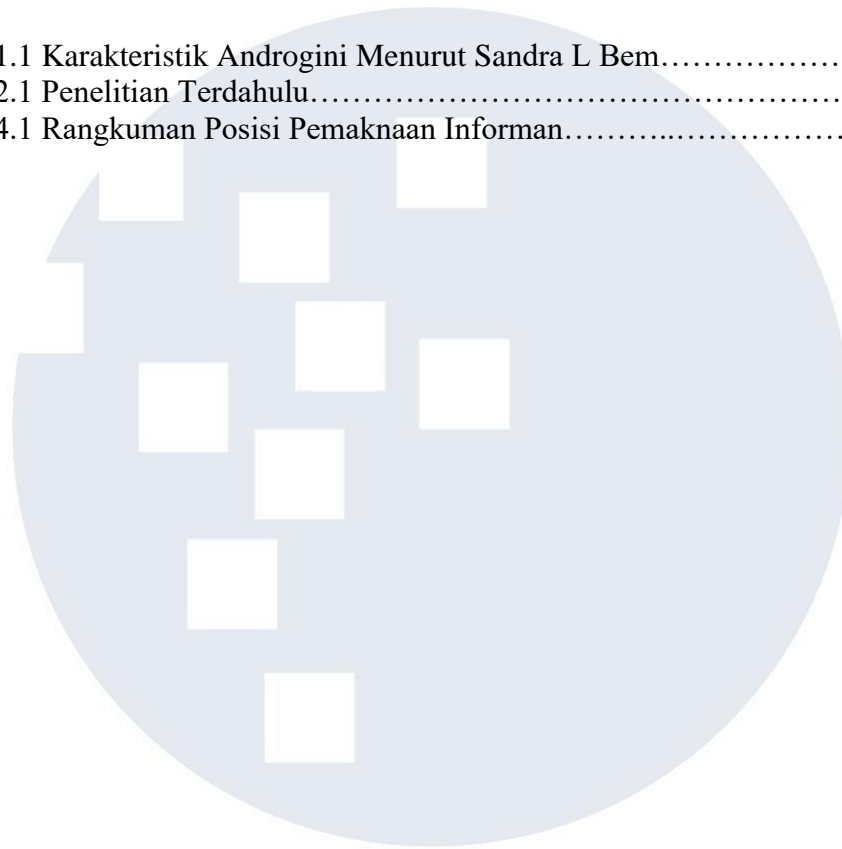 1.1 Karakteristik Androgini Menurut Sandra L Bem………………
2.1 Penelitian Terdahulu……………………………………………
4.1 Rangkuman Posisi Pemaknaan Informan………..………………